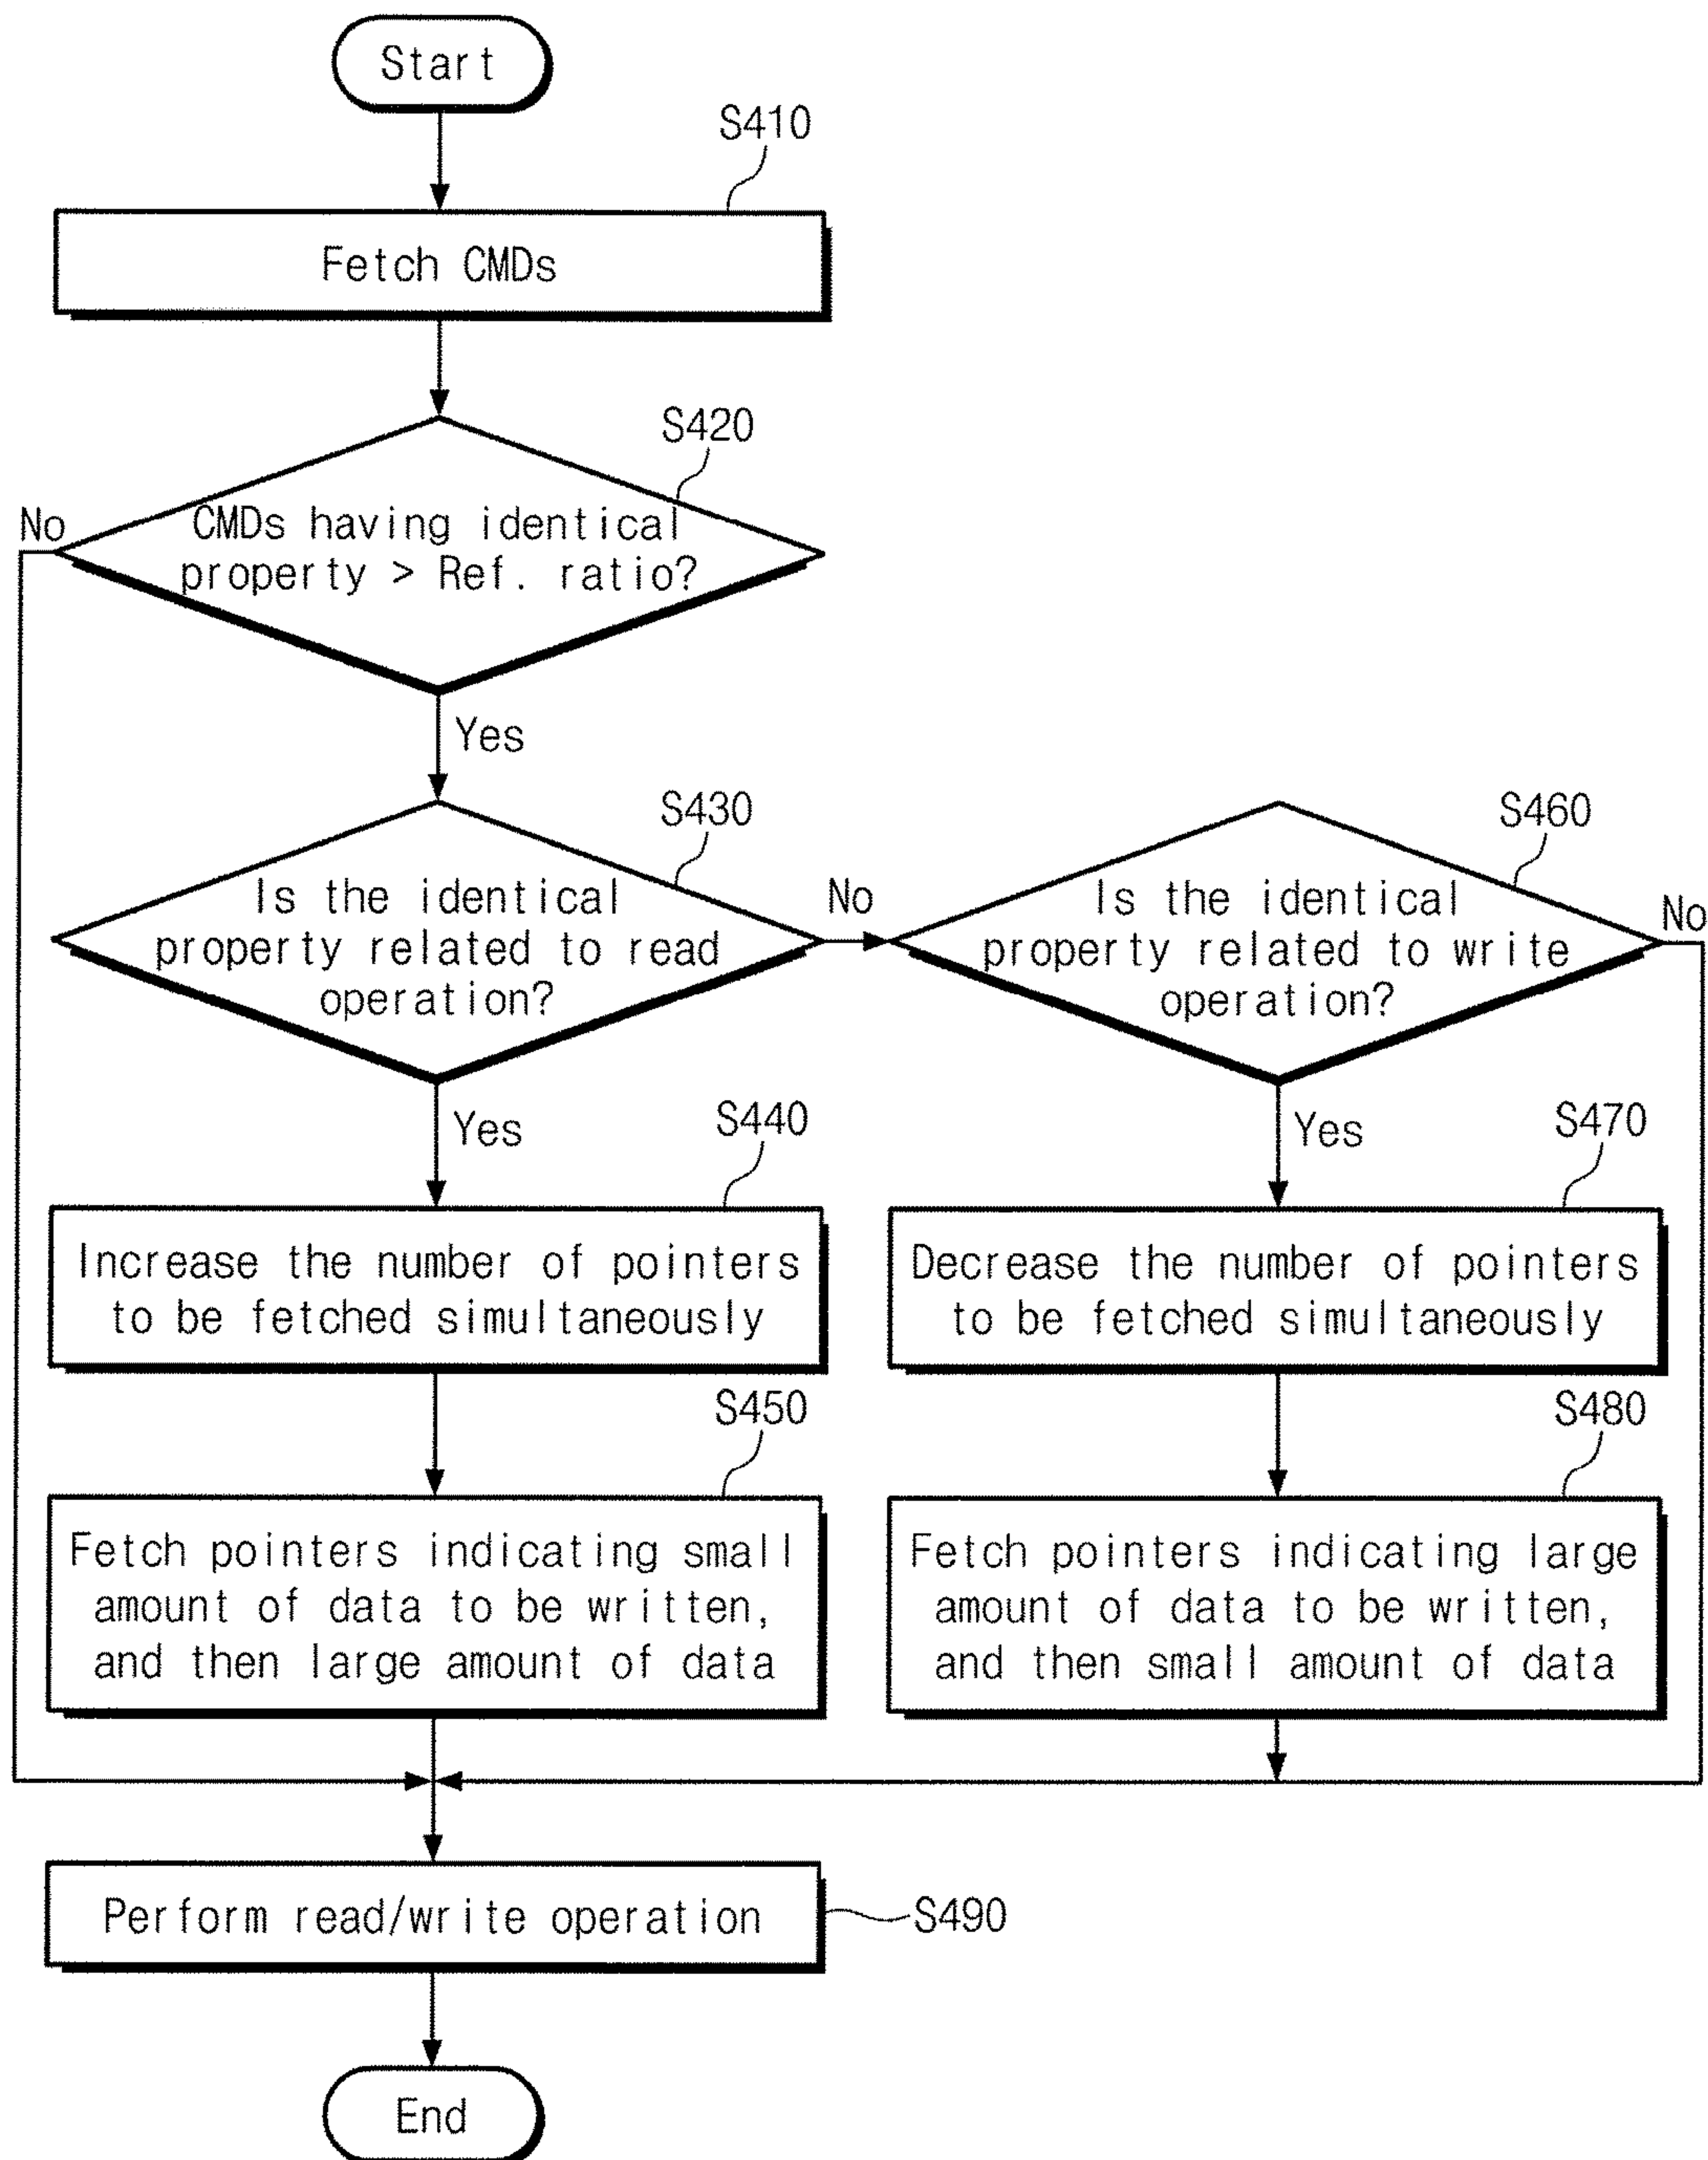 Start
S410
Fetch CMDs
S420
No
CMDs having identical
property > Ref. ratio?
Yes
S430
Is the identical
property related to read
operation?
No
S460
Is the identical
property related to write
operation?
No
Yes
S440
Increase the number of pointers
to be fetched simultaneously
Yes
S470
Decrease the number of pointers
to be fetched simultaneously
S450
Fetch pointers indicating small
amount of data to be written,
and then large amount of data
S480
Fetch pointers indicating large
amount of data to be written,
and then small amount of data
Perform read/write operation
S490
End